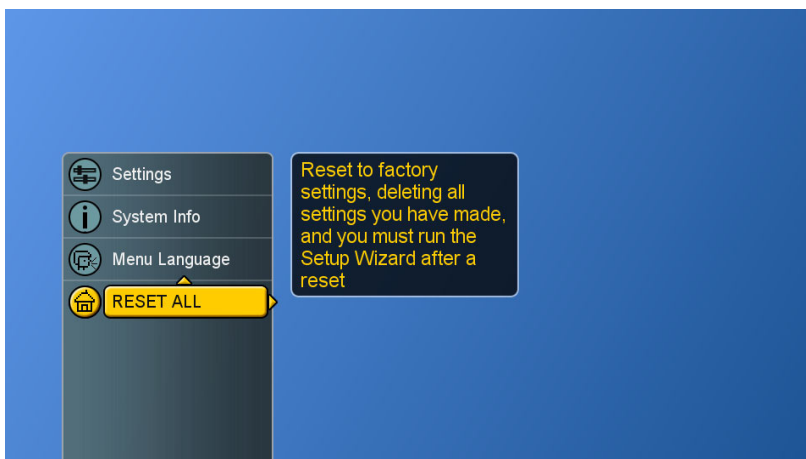 Settings
System Info
Menu Language
RESET ALL
Reset to factory
settings, deleting all
settings you have made,
and you must run the
Setup Wizard after a
reset